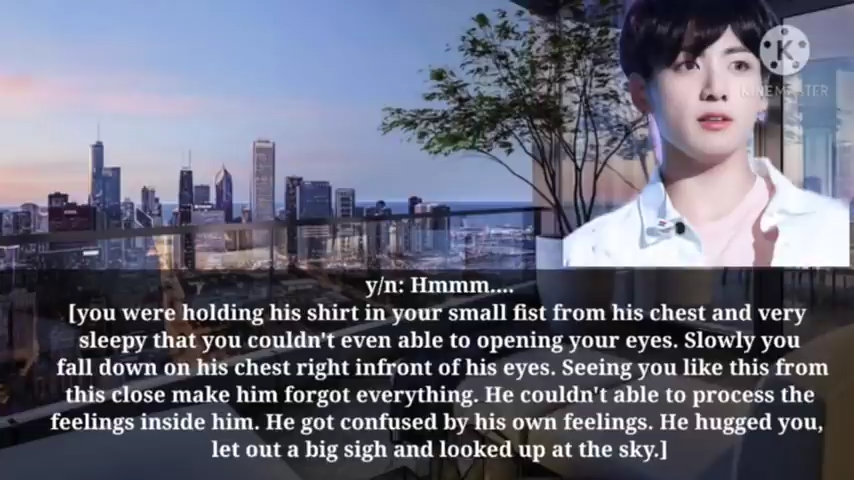 K
KINEMASTER
y/n: Hmmm....
[you were holding his shirt in your small fist from his chest and very
sleepy that you couldn't even able to opening your eyes. Slowly you
fall down on his chest right infront of his eyes. Seeing you like this from
this close make him forgot everything. He couldn't able to process the
feelings inside him. He got confused by his own feelings. He hugged you,
let out a big sigh and looked up at the sky.]